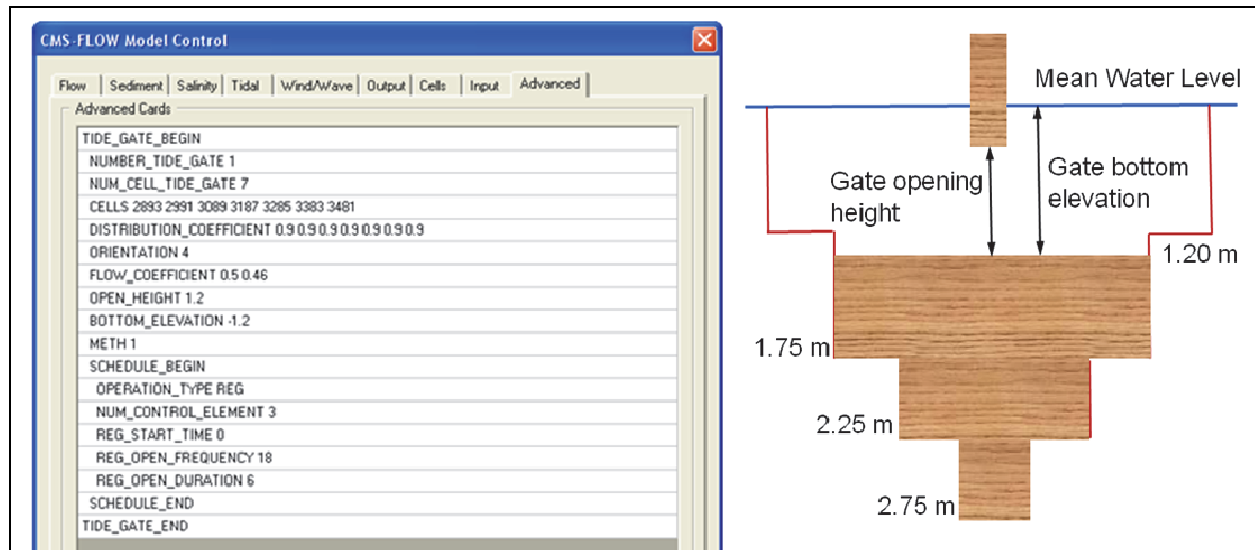 CMS-FLOW Model Control
Flow Sediment Salinity Tidal Wind/Wave Output Cells Input Advanced
Advanced Cards
TIDE_GATE_BEGIN
NUMBER_TIDE_GATE 1
NUM_CELL_TIDE_GATE 7
CELLS 2893 2991 3089 3187 3285 3383 3481
DISTRIBUTION_COEFFICIENT 0.9 0.9 0.9 0.9 0.9 0.9 0.9
ORIENTATION 4
FLOW_COEFFICIENT 0.5 0.46
OPEN_HEIGHT 1.2
BOTTOM_ELEVATION -1.2
METH 1
SCHEDULE_BEGIN
OPERATION_TYPE REG
NUM_CONTROL_ELEMENT 3
REG_START_TIME 0
REG_OPEN_FREQUENCY 18
REG_OPEN_DURATION 6
SCHEDULE_END
TIDE_GATE_END
Mean Water Level
Gate opening
height
Gate bottom
elevation
1.20 m
1.75 m
2.25 m
2.75 m